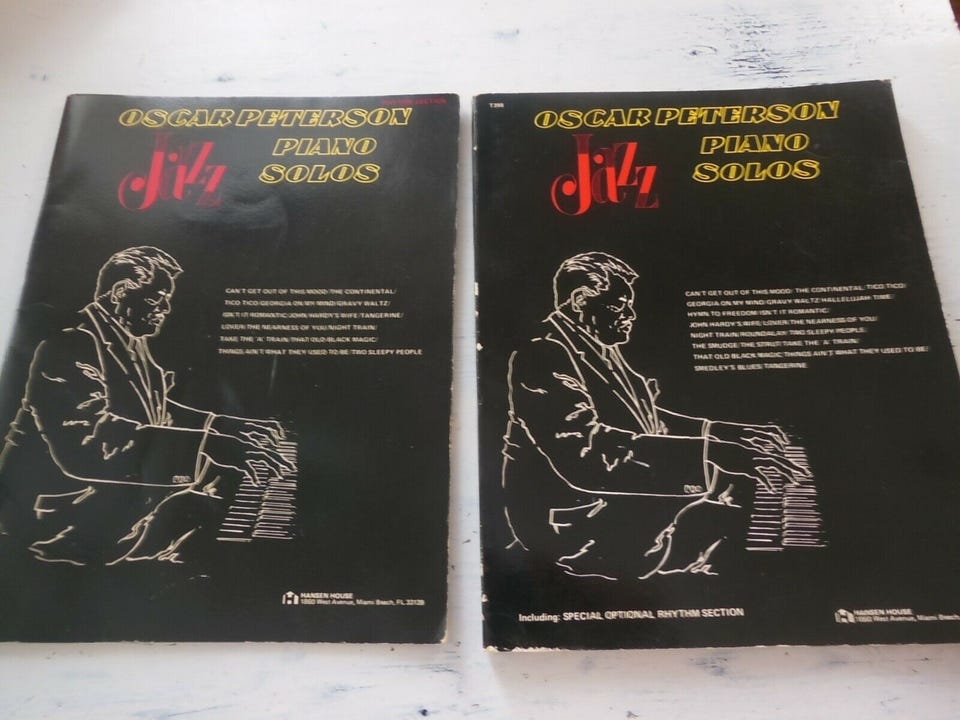 RHYTHM SECTION
OSCAR PETERSON
Jazz
PIANO
SOLOS
CAN'T GET OUT OF THIS MOOD/THE CONTINENTAL/
TICO TICO/GEORGIA ON MY MIND/GRAVY WALTZ/
ISN'T IT ROMANTIC/JOHN HARDY'S WIFE/TANGERINE/
LOVER/THE NEARNESS OF YOU/NIGHT TRAIN/
TAKE THE 'A' TRAIN/THAT OLD BLACK MAGIC/
THINGS AIN'T WHAT THEY USED TO BE/TWO SLEEPY PEOPLE
HANSEN HOUSE
1860 West Avenue, Miami Beach, FL 33139
T398
OSCAR PETERSON
Jazz
PIANO
SOLOS
CAN'T GET OUT OF THIS MOOD/THE CONTINENTAL/TICO TICO/
GEORGIA ON MY MIND/GRAVY WALTZ/HALLELUJAH TIME/
HYMN TO FREEDOM/ISN'T IT ROMANTIC/
JOHN HARDY'S WIFE/LOVER/THE NEARNESS OF YOU/
NIGHT TRAIN/ROUNDALAY/TWO SLEEPY PEOPLE/
THE SMUDGE/THE STRUT/TAKE THE 'A' TRAIN/
THAT OLD BLACK MAGIC/THINGS AIN'T WHAT THEY USED TO BE/
SMEDLEY'S BLUES/TANGERINE
Including: SPECIAL OPTIONAL RHYTHM SECTION
HANSEN HOUSE
1860 West Avenue, Miami Beach,